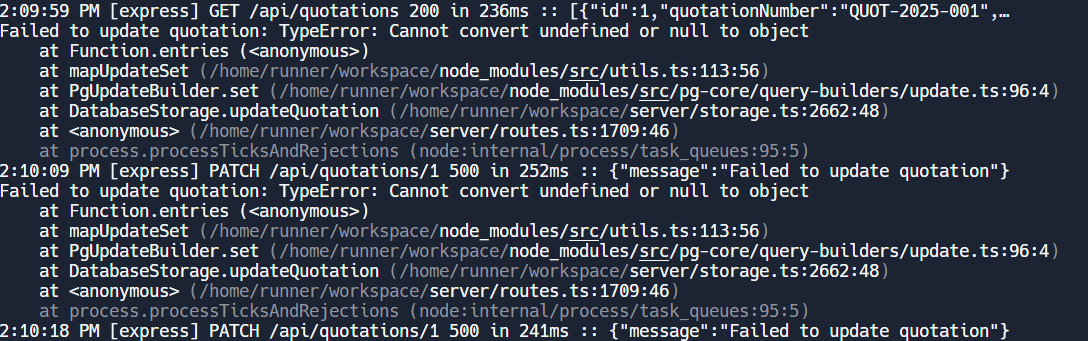 2:09:59 PM [express] GET /api/quotations 200 in 236ms :: [{"id":1,"quotationNumber":"QUOT-2025-001",…
Failed to update quotation: TypeError: Cannot convert undefined or null to object
    at Function.entries (<anonymous>)
    at mapUpdateSet (/home/runner/workspace/node_modules/src/utils.ts:113:56)
    at PgUpdateBuilder.set (/home/runner/workspace/node_modules/src/pg-core/query-builders/update.ts:96:4)
    at DatabaseStorage.updateQuotation (/home/runner/workspace/server/storage.ts:2662:48)
    at <anonymous> (/home/runner/workspace/server/routes.ts:1709:46)
    at process.processTicksAndRejections (node:internal/process/task_queues:95:5)
2:10:09 PM [express] PATCH /api/quotations/1 500 in 252ms :: {"message":"Failed to update quotation"}
Failed to update quotation: TypeError: Cannot convert undefined or null to object
    at Function.entries (<anonymous>)
    at mapUpdateSet (/home/runner/workspace/node_modules/src/utils.ts:113:56)
    at PgUpdateBuilder.set (/home/runner/workspace/node_modules/src/pg-core/query-builders/update.ts:96:4)
    at DatabaseStorage.updateQuotation (/home/runner/workspace/server/storage.ts:2662:48)
    at <anonymous> (/home/runner/workspace/server/routes.ts:1709:46)
    at process.processTicksAndRejections (node:internal/process/task_queues:95:5)
2:10:18 PM [express] PATCH /api/quotations/1 500 in 241ms :: {"message":"Failed to update quotation"}